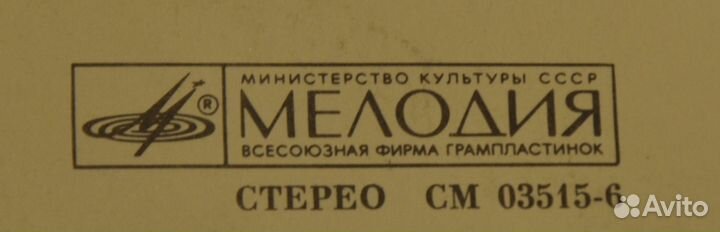 МИНИСТЕРСТВО КУЛЬТУРЫ СССР
® МЕЛОДИЯ
ВСЕСОЮЗНАЯ ФИРМА ГРАМПЛАСТИНОК
СТЕРЕО СМ 03515-6
Avito